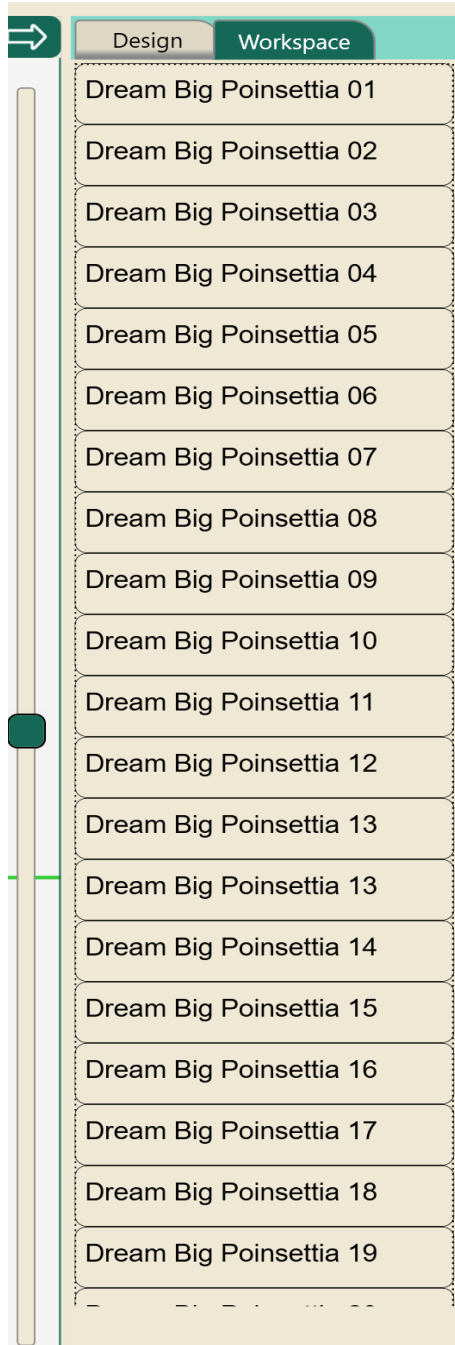 Design Workspace
Dream Big Poinsettia 01
Dream Big Poinsettia 02
Dream Big Poinsettia 03
Dream Big Poinsettia 04
Dream Big Poinsettia 05
Dream Big Poinsettia 06
Dream Big Poinsettia 07
Dream Big Poinsettia 08
Dream Big Poinsettia 09
Dream Big Poinsettia 10
Dream Big Poinsettia 11
Dream Big Poinsettia 12
Dream Big Poinsettia 13
Dream Big Poinsettia 13
Dream Big Poinsettia 14
Dream Big Poinsettia 15
Dream Big Poinsettia 16
Dream Big Poinsettia 17
Dream Big Poinsettia 18
Dream Big Poinsettia 19